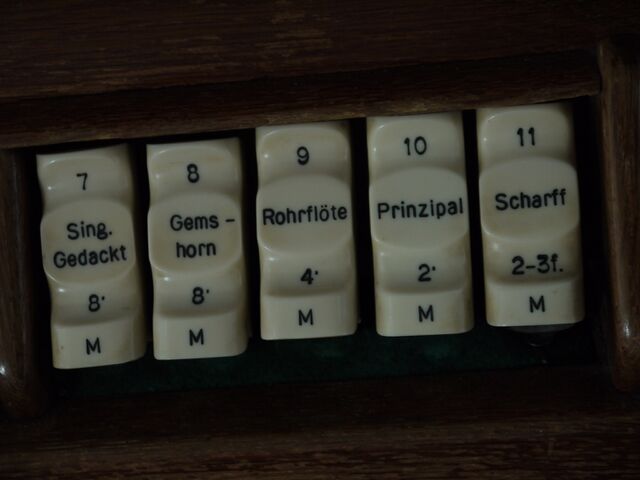 7
Sing.
Gedackt
8'
M
8
Gems-
horn
8'
M
9
Rohrflöte
4'
M
10
Prinzipal
2'
M
11
Scharff
2-3f.
M